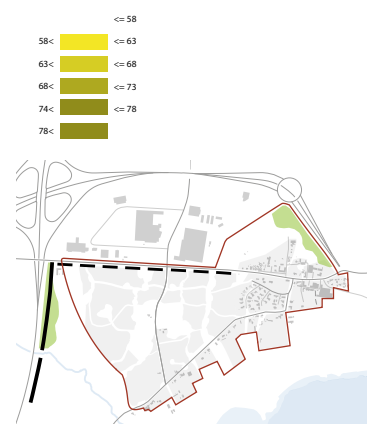 <= 58
58< <= 63
63< <= 68
68< <= 73
74< <= 78
78<